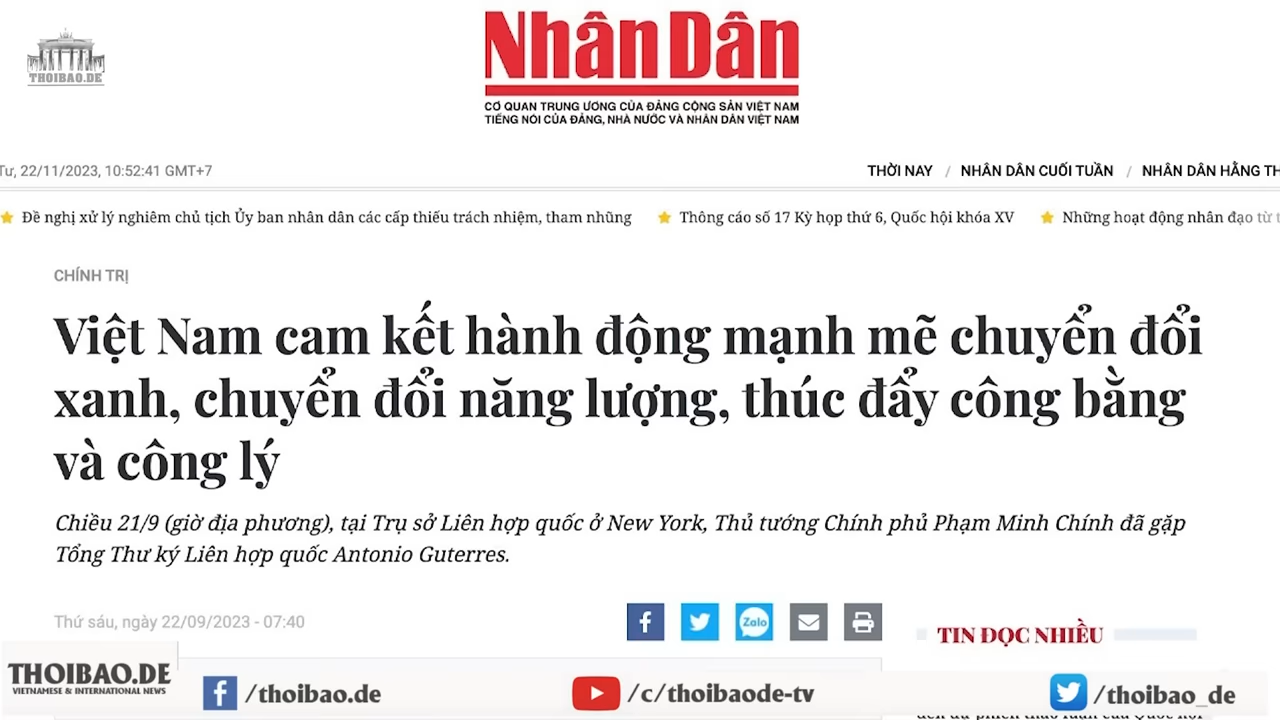 THOIBAO.DE
Nhân Dân
CƠ QUAN TRUNG ƯƠNG CỦA ĐẢNG CỘNG SẢN VIỆT NAM
TIẾNG NÓI CỦA ĐẢNG, NHÀ NƯỚC VÀ NHÂN DÂN VIỆT NAM
Tư, 22/11/2023, 10:52:41 GMT+7
THỜI NAY / NHÂN DÂN CUỐI TUẦN / NHÂN DÂN HẰNG TH
Đề nghị xử lý nghiêm chủ tịch Ủy ban nhân dân các cấp thiếu trách nhiệm, tham nhũng Thông cáo số 17 Kỳ họp thứ 6, Quốc hội khóa XV Những hoạt động nhân đạo từ t
CHÍNH TRỊ
Việt Nam cam kết hành động mạnh mẽ chuyển đổi
xanh, chuyển đổi năng lượng, thúc đẩy công bằng
và công lý
Chiều 21/9 (giờ địa phương), tại Trụ sở Liên hợp quốc ở New York, Thủ tướng Chính phủ Phạm Minh Chính đã gặp
Tổng Thư ký Liên hợp quốc Antonio Guterres.
Thứ sáu, ngày 22/09/2023 - 07:40
Zalo
TIN ĐỌC NHIỀU
THOIBAO.DE
VIETNAMESE & INTERNATIONAL NEWS
/thoibao.de
/c/thoibaode-tv
/thoibao_de